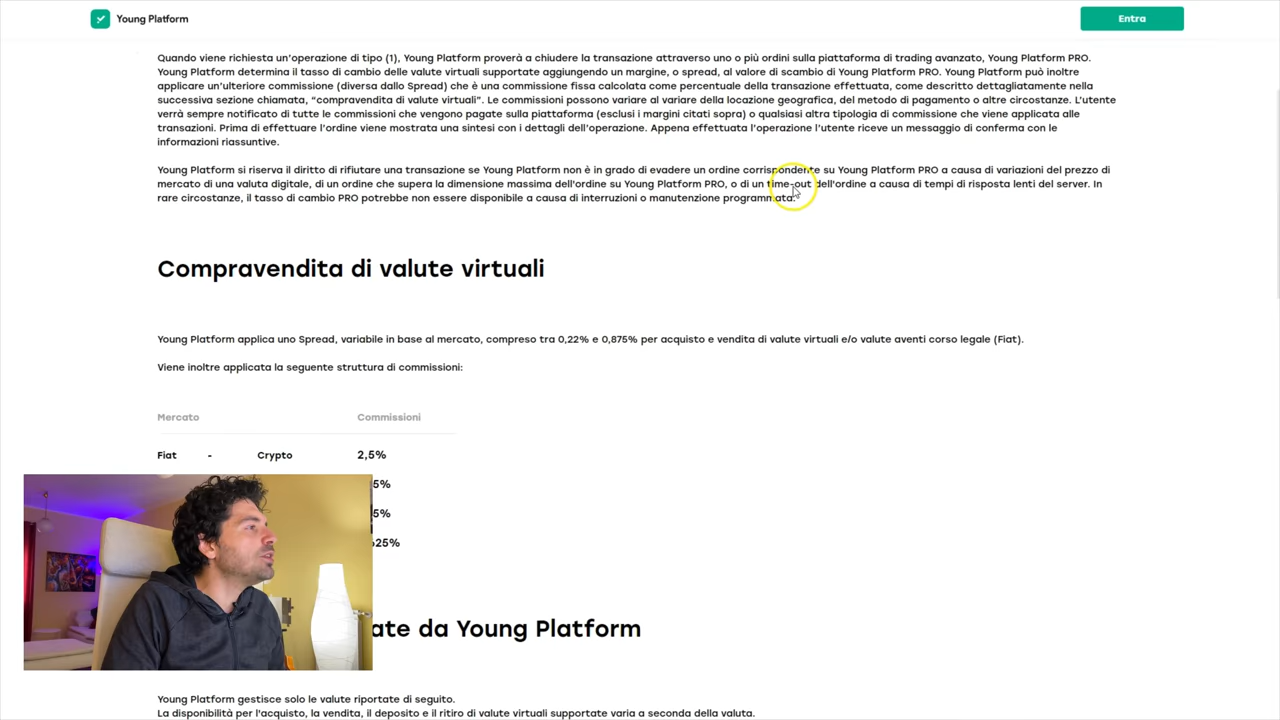 Young Platform
Entra
Quando viene richiesta un'operazione di tipo (1), Young Platform proverà a chiudere la transazione attraverso uno o più ordini sulla piattaforma di trading avanzato, Young Platform PRO.
Young Platform determina il tasso di cambio delle valute virtuali supportate aggiungendo un margine, o spread, al valore di scambio di Young Platform PRO. Young Platform può inoltre
applicare un'ulteriore commissione (diversa dallo Spread) che è una commissione fissa calcolata come percentuale della transazione effettuata, come descritto dettagliatamente nella
successiva sezione chiamata, "compravendita di valute virtuali". Le commissioni possono variare al variare della locazione geografica, del metodo di pagamento o altre circostanze. L'utente
verrà sempre notificato di tutte le commissioni che vengono pagate sulla piattaforma (esclusi i margini citati sopra) o qualsiasi altra tipologia di commissione che viene applicata alle
transazioni. Prima di effettuare l'ordine viene mostrata una sintesi con i dettagli dell'operazione. Appena effettuata l'operazione l'utente riceve un messaggio di conferma con le
informazioni riassuntive.
Young Platform si riserva il diritto di rifiutare una transazione se Young Platform non è in grado di evadere un ordine corrispondente su Young Platform PRO a causa di variazioni del prezzo di
mercato di una valuta digitale, di un ordine che supera la dimensione massima dell'ordine su Young Platform PRO, o di un time-out dell'ordine a causa di tempi di risposta lenti del server. In
rare circostanze, il tasso di cambio PRO potrebbe non essere disponibile a causa di interruzioni o manutenzione programmata.
Compravendita di valute virtuali
Young Platform applica uno Spread, variabile in base al mercato, compreso tra 0,22% e 0,875% per acquisto e vendita di valute virtuali e/o valute aventi corso legale (Fiat).
Viene inoltre applicata la seguente struttura di commissioni:
Mercato Commissioni
Fiat - Crypto 2,5%
5%
5%
625%
ate da Young Platform
Young Platform gestisce solo le valute riportate di seguito.
La disponibilità per l'acquisto, la vendita, il deposito e il ritiro di valute virtuali supportate varia a seconda della valuta.